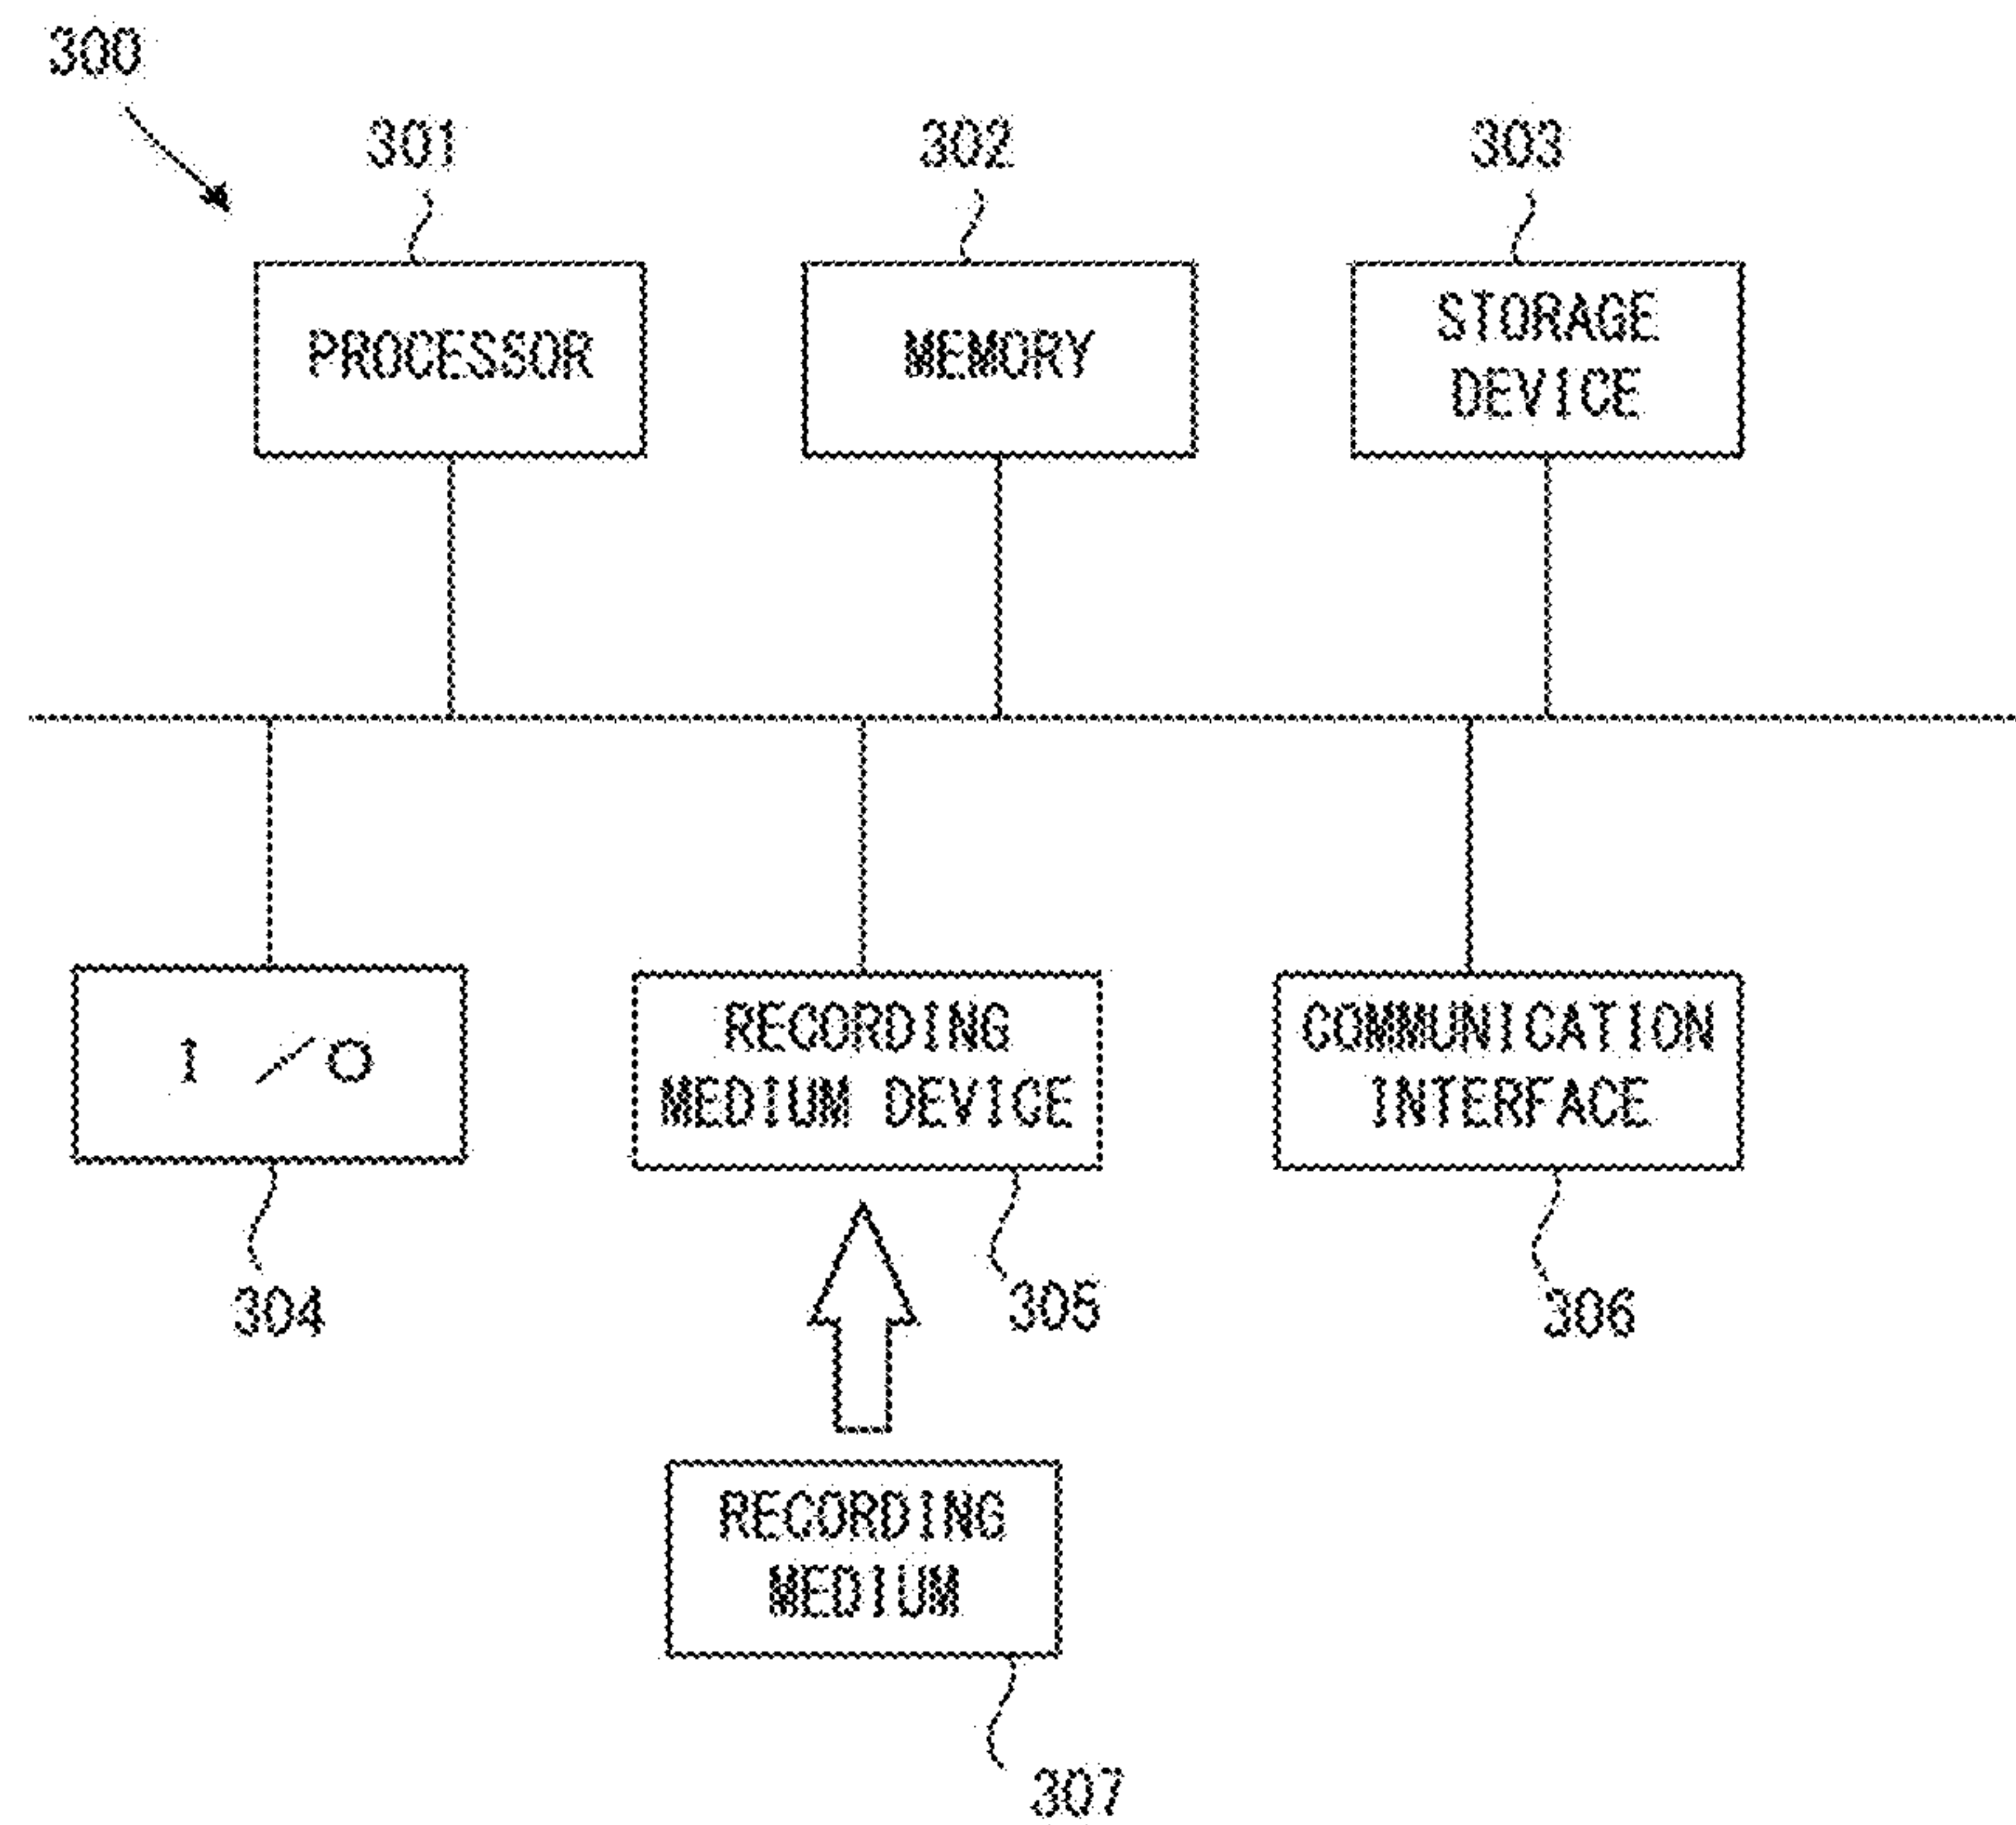 300
301
302
303
PROCESSOR
MEMORY
STORAGE
DEVICE
I/O
RECORDING
MEDIUM DEVICE
COMMUNICATION
INTERFACE
304
305
306
RECORDING
MEDIUM
307